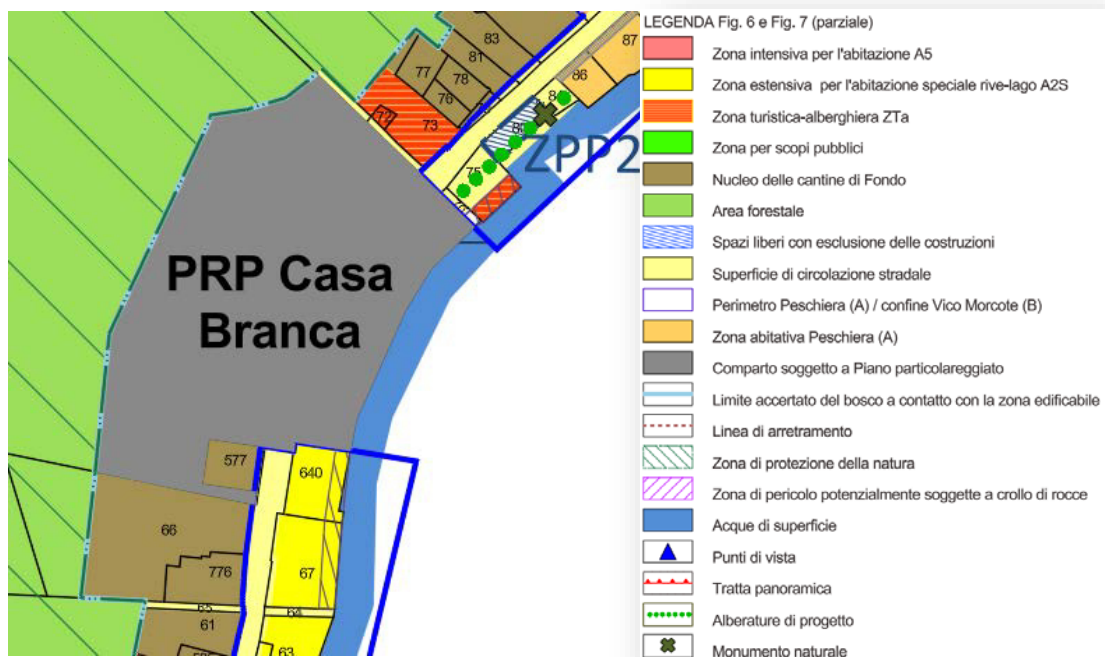 LEGENDA Fig. 6 e Fig. 7 (parziale)
Zona intensiva per l'abitazione A5
Zona estensiva per l'abitazione speciale rive-lago A2S
Zona turistica-alberghiera ZTa
Zona per scopi pubblici
Nucleo delle cantine di Fondo
Area forestale
Spazi liberi con esclusione delle costruzioni
Superficie di circolazione stradale
Perimetro Peschiera (A) / confine Vico Morcote (B)
Zona abitativa Peschiera (A)
Comparto soggetto a Piano particolareggiato
Limite accertato del bosco a contatto con la zona edificabile
Linea di arretramento
Zona di protezione della natura
Zona di pericolo potenzialmente soggette a crollo di rocce
Acque di superficie
Punti di vista
Tratta panoramica
Alberature di progetto
Monumento naturale
83
87
81
77
78
86
76
72
73
ZPP2
75
PRP Casa
Branca
577
640
66
67
776
65
64
61
63